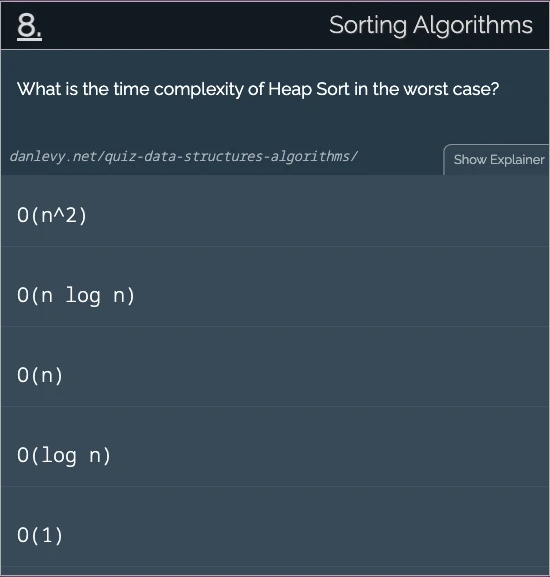 8.
Sorting Algorithms
What is the time complexity of Heap Sort in the worst case?
danlevy.net/quiz-data-structures-algorithms/
Show Explainer
O(n^2)
O(n log n)
O(n)
O(log n)
O(1)